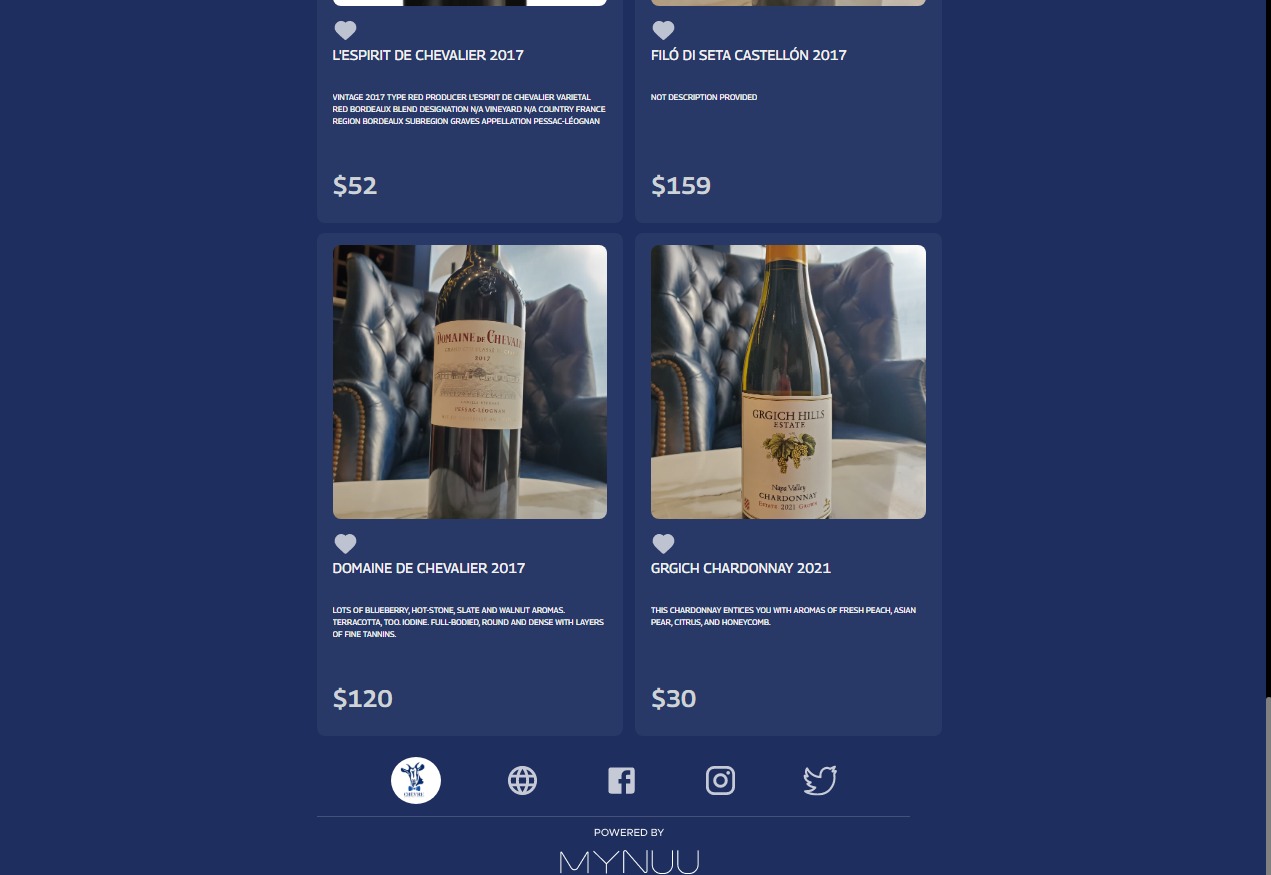 L'ESPIRIT DE CHEVALIER 2017
VINTAGE 2017 TYPE RED PRODUCER L'ESPRIT DE CHEVALIER VARIETAL
RED BORDEAUX BLEND DESIGNATION N/A VINEYARD N/A COUNTRY FRANCE
REGION BORDEAUX SUBREGION GRAVES APPELLATION PESSAC-LÉOGNAN
$52
FILÓ DI SETA CASTELLÓN 2017
NOT DESCRIPTION PROVIDED
$159
DOMAINE DE CHEVAL
2017
PESSAC-LÉOGNAN
DOMAINE DE CHEVALIER 2017
LOTS OF BLUEBERRY, HOT-STONE, SLATE AND WALNUT AROMAS.
TERRACOTTA, TOO. IODINE. FULL-BODIED, ROUND AND DENSE WITH LAYERS
OF FINE TANNINS.
$120
GRGICH HILLS
ESTATE
Napa Valley
CHARDONNAY
Estate 2021 Grown
GRGICH CHARDONNAY 2021
THIS CHARDONNAY ENTICES YOU WITH AROMAS OF FRESH PEACH, ASIAN
PEAR, CITRUS, AND HONEYCOMB.
$30
POWERED BY
MYNUU